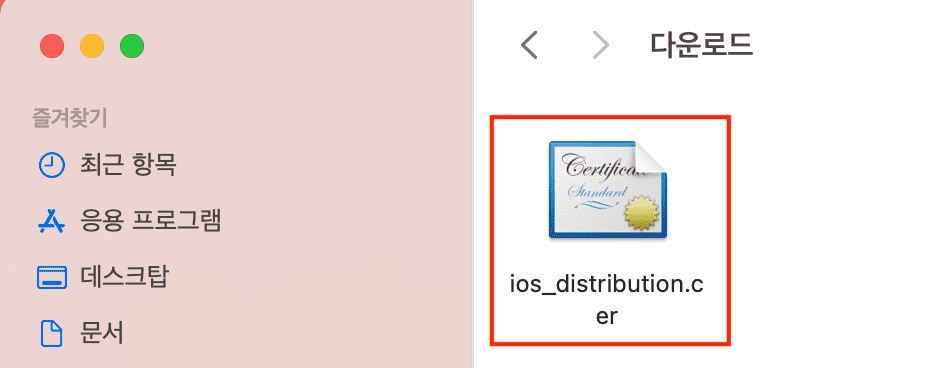 다운로드
즐겨찾기
최근 항목
응용 프로그램
데스크탑
문서
Certificate
Standard
ios_distribution.c
er